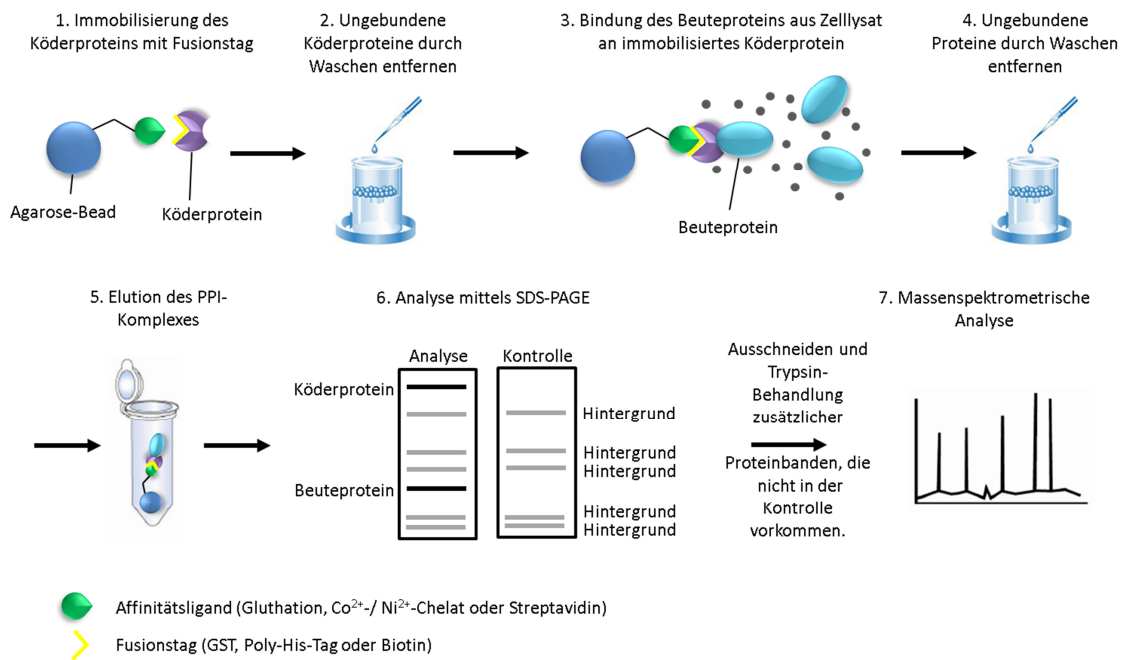 1. Immobilisierung des
Köderproteins mit Fusionstag
2. Ungebundene
Köderproteine durch
Waschen entfernen
3. Bindung des Beuteproteins aus Zelllysat
an immobilisiertes Köderprotein
4. Ungebundene
Proteine durch Waschen
entfernen
Agarose-Bead
Köderprotein
Beuteprotein
5. Elution des PPI-
Komplexes
6. Analyse mittels SDS-PAGE
7. Massenspektrometrische
Analyse
Analyse
Kontrolle
Köderprotein
Hintergrund
Hintergrund
Hintergrund
Beuteprotein
Hintergrund
Hintergrund
Ausschneiden und
Trypsin-
Behandlung
zusätzlicher
Proteinbanden, die
nicht in der
Kontrolle
vorkommen.
Affinitätsligand (Gluthation, Co²⁺-/ Ni²⁺-Chelat oder Streptavidin)
Fusionstag (GST, Poly-His-Tag oder Biotin)